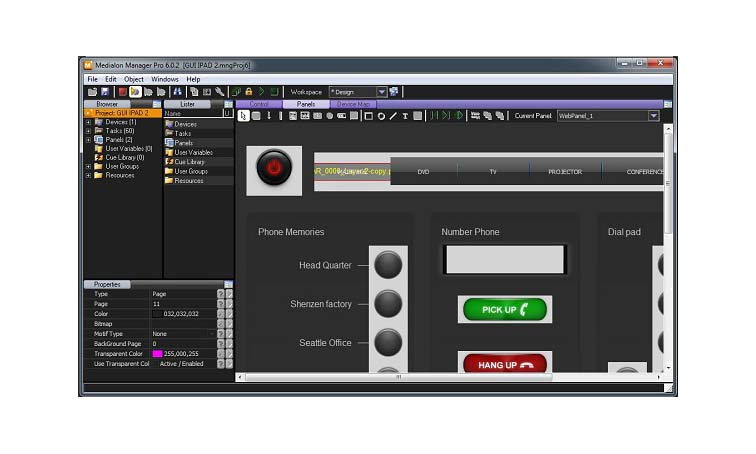 Medialon Manager Pro 6.0.2 [GUI IPAD 2.mngProj6]
File Edit Object Windows Help
Workspace * Design
Browser Lister Control Panels Device Map
Project: GUI IPAD 2 Name U
Devices (1) Devices
Tasks (60) Tasks
Panels (2) Panels
User Variables (0) User Variables
Cue Library (0) Cue Library
User Groups User Groups
Resources Resources
T Current Panel WebPanel_1
DVD TV PROJECTOR CONFERENCE
Phone Memories Number Phone Dial pad
Head Quarter
Shenzen factory PICK UP
Seattle Office
HANG UP
Properties
Type Page
Page 11
Color 032,032,032
Bitmap
Motif Type None
BackGround Page 0
Transparent Color 255,000,255
Use Transparent Col Active / Enabled